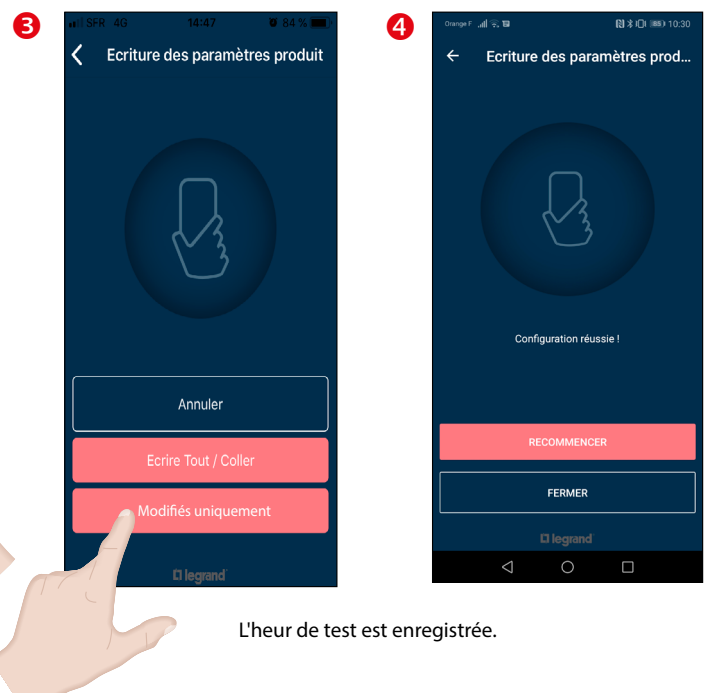 3
SFR 4G 14:47 84 %
Ecriture des paramètres produit
Annuler
Ecrire Tout / Coller
Modifiés uniquement
legrand
4
Orange F 85 10:30
Ecriture des paramètres prod...
Configuration réussie !
RECOMMENCER
FERMER
legrand
L'heur de test est enregistrée.